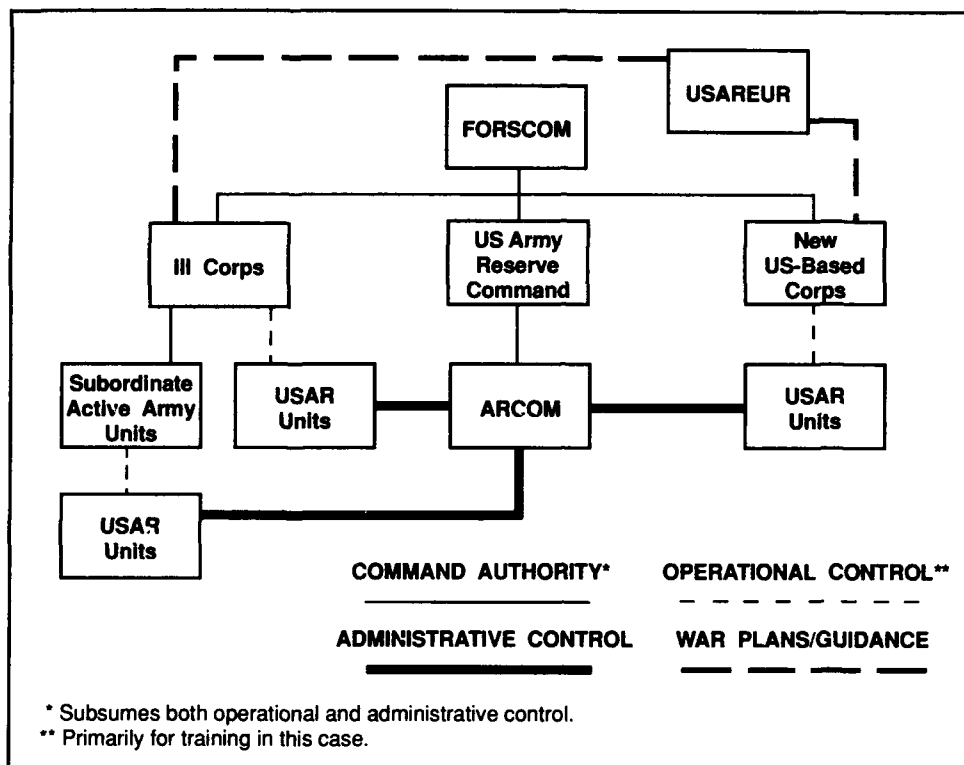 USAREUR
FORSCOM
III Corps
US Army
Reserve
Command
New
US-Based
Corps
Subordinate
Active Army
Units
USAR
Units
ARCOM
USAR
Units
USAR
Units
COMMAND AUTHORITY*
OPERATIONAL CONTROL**
ADMINISTRATIVE CONTROL
WAR PLANS/GUIDANCE
* Subsumes both operational and administrative control.
** Primarily for training in this case.